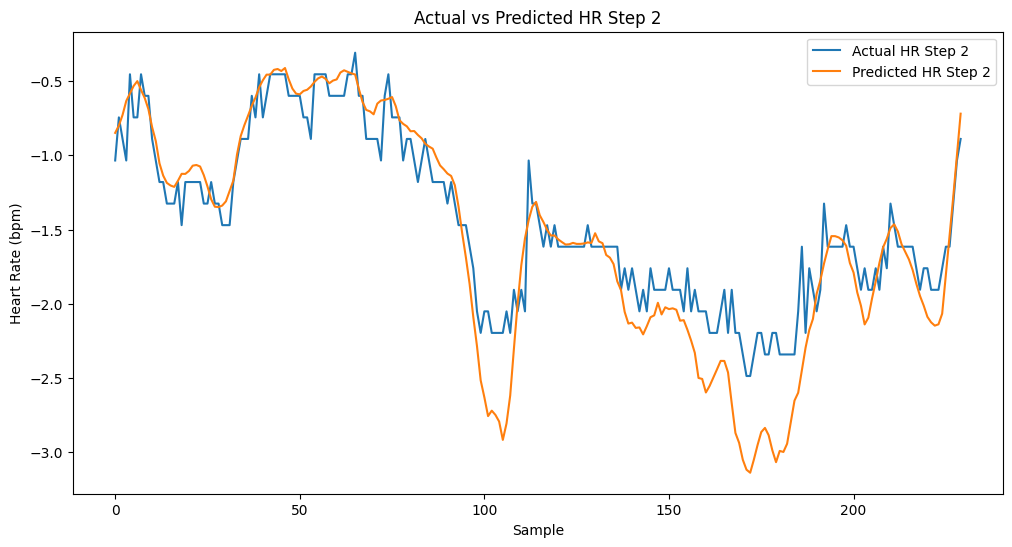 Actual vs Predicted HR Step 2
Actual HR Step 2
Predicted HR Step 2
Heart Rate (bpm)
−0.5
−1.0
−1.5
−2.0
−2.5
−3.0
0 50 100 150 200
Sample